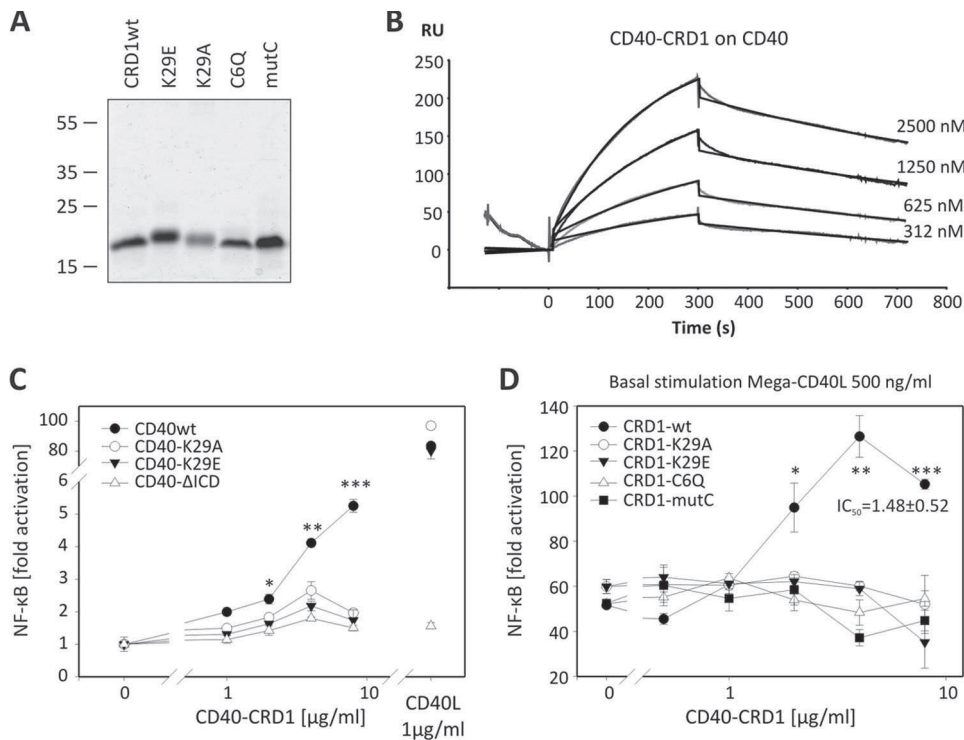 A
CRD1wt
K29E
K29A
C6Q
mutC
55
35
25
15
B
RU
CD40-CRD1 on CD40
250
200
150
100
50
0
2500 nM
1250 nM
625 nM
312 nM
0 100 200 300 400 500 600 700 800
Time (s)
C
NF-κB [fold activation]
100
80
6
5
4
3
2
1
0
CD40wt
CD40-K29A
CD40-K29E
CD40-ΔICD
*
**
***
0 1 10
CD40L
1µg/ml
CD40-CRD1 [µg/ml]
D
Basal stimulation Mega-CD40L 500 ng/ml
NF-κB [fold activation]
140
120
100
80
60
40
20
CRD1-wt
CRD1-K29A
CRD1-K29E
CRD1-C6Q
CRD1-mutC
*
**
***
IC50=1.48±0.52
0 1 10
CD40-CRD1 [µg/ml]